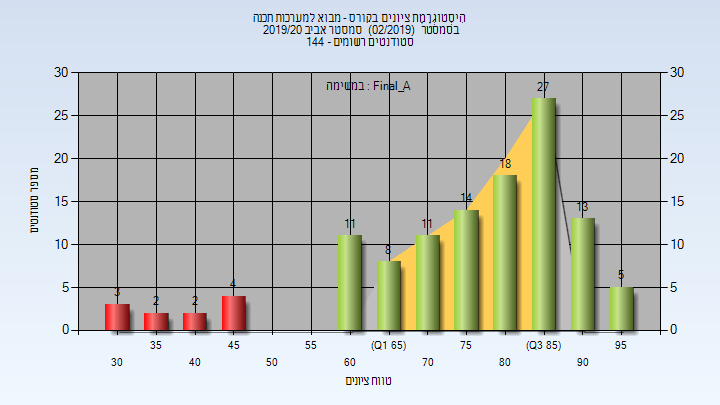 הִיסְטוֹגְרָמַת ציונים בקורס - מבוא למערכות תכנה
בסמסטר (02/2019) סמסטר אביב 2019/20
סטודנטים רשומים - 144
במשימה : Final_A
מספר סטודנטים
30 30
25 25
20 20
15 15
10 10
5 5
0 0
3 2 2 4 11 8 11 14 18 27 13 5
35 45 55 (Q1 65) 75 (Q3 85) 95
30 40 50 60 70 80 90
טווח ציונים